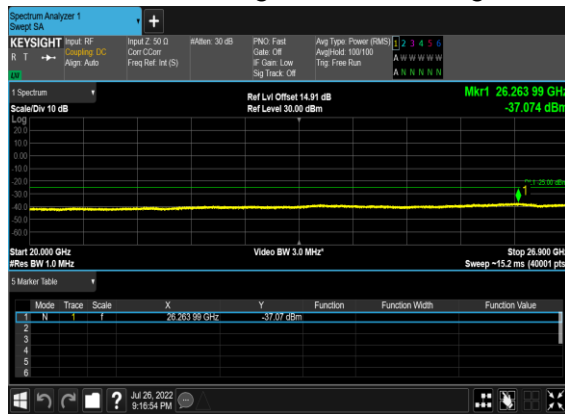 Spectrum Analyzer 1
Swept SA
+
KEYSIGHT Input: RF Input Z: 50 Ω #Atten: 30 dB PNO: Fast Avg Type: Power (RMS) 1 2 3 4 5 6
R T Coupling: DC Corr CCorr Gate: Off Avg|Hold: 100/100 A W W W W W
Align: Auto Freq Ref: Int (S) IF Gain: Low Trig: Free Run
Sig Track: Off A N N N N N
LXI
1 Spectrum Ref Lvl Offset 14.91 dB Mkr1 26.263 99 GHz
Scale/Div 10 dB Ref Level 30.00 dBm -37.074 dBm
Log
20.0
10.0
0.00
-10.0
-20.0
-25.00 dBm
-30.0
1
-40.0
-50.0
-60.0
Start 20.000 GHz Video BW 3.0 MHz* Stop 26.900 GHz
#Res BW 1.0 MHz Sweep ~15.2 ms (40001 pts
5 Marker Table
Mode Trace Scale X Y Function Function Width Function Value
1 N 1 f 26.263 99 GHz -37.07 dBm
2
3
4
5
6
? Jul 26, 2022
9:16:54 PM